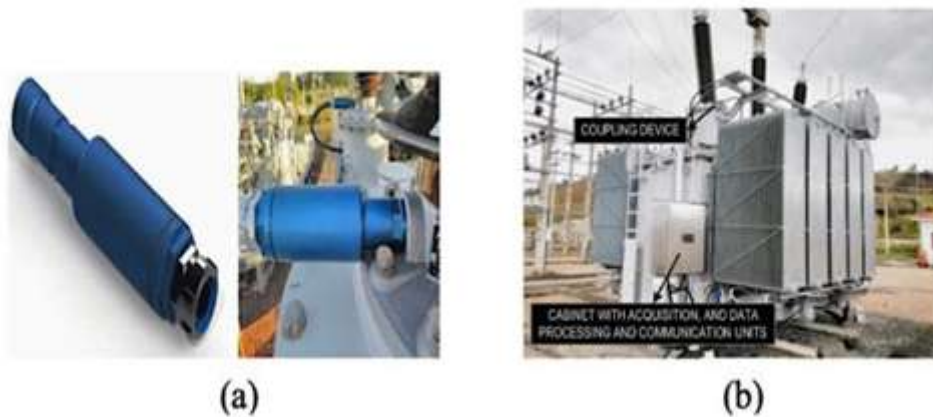 COUPLING DEVICE
CABINET WITH ACQUISITION, AND DATA
PROCESSING AND COMMUNICATION UNITS
(a)
(b)